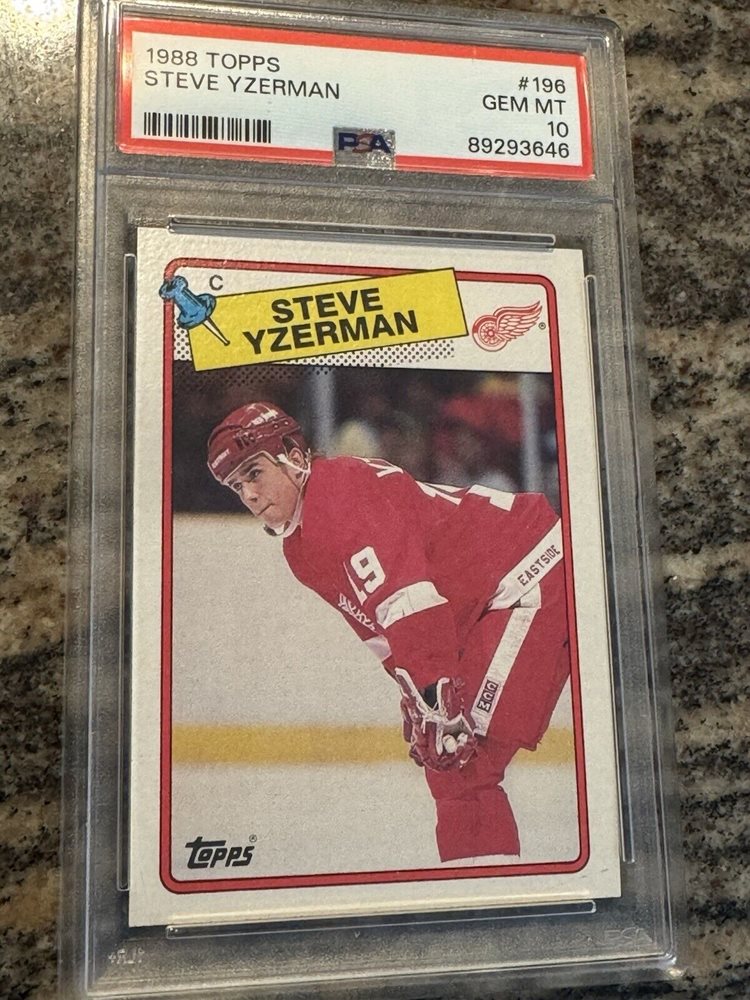 1988 TOPPS
#196
STEVE YZERMAN
GEM MT
10
PSA
89293646
C
STEVE
YZERMAN
®
19
EASTSIDE
CCM
TOPPS®